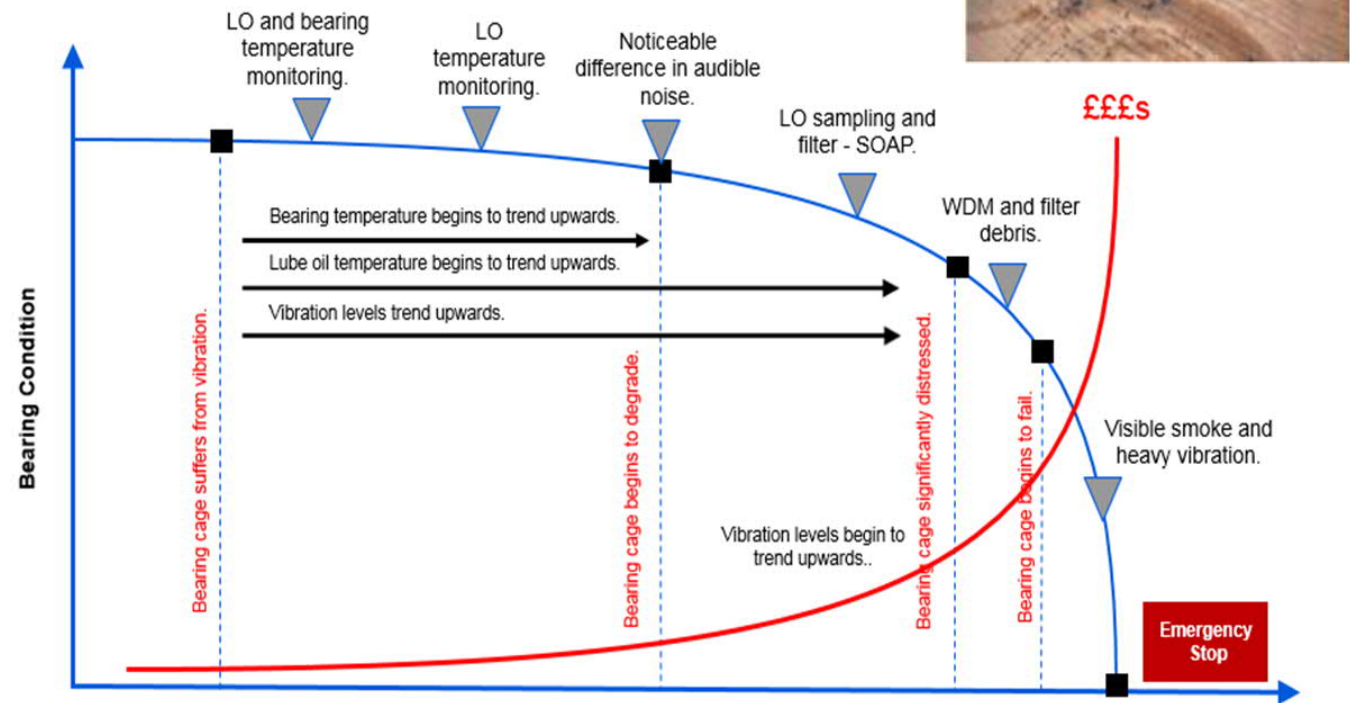 LO and bearing
temperature
monitoring.
LO
temperature
monitoring.
Noticeable
difference in audible
noise.
LO sampling and
filter - SOAP.
£££s
WDM and filter
debris.
Bearing temperature begins to trend upwards.
Lube oil temperature begins to trend upwards.
Vibration levels trend upwards.
Bearing Condition
Bearing cage suffers from vibration.
Bearing cage begins to degrade.
Bearing cage significantly distressed.
Bearing cage begins to fail.
Visible smoke and
heavy vibration.
Vibration levels begin to
trend upwards..
Emergency
Stop